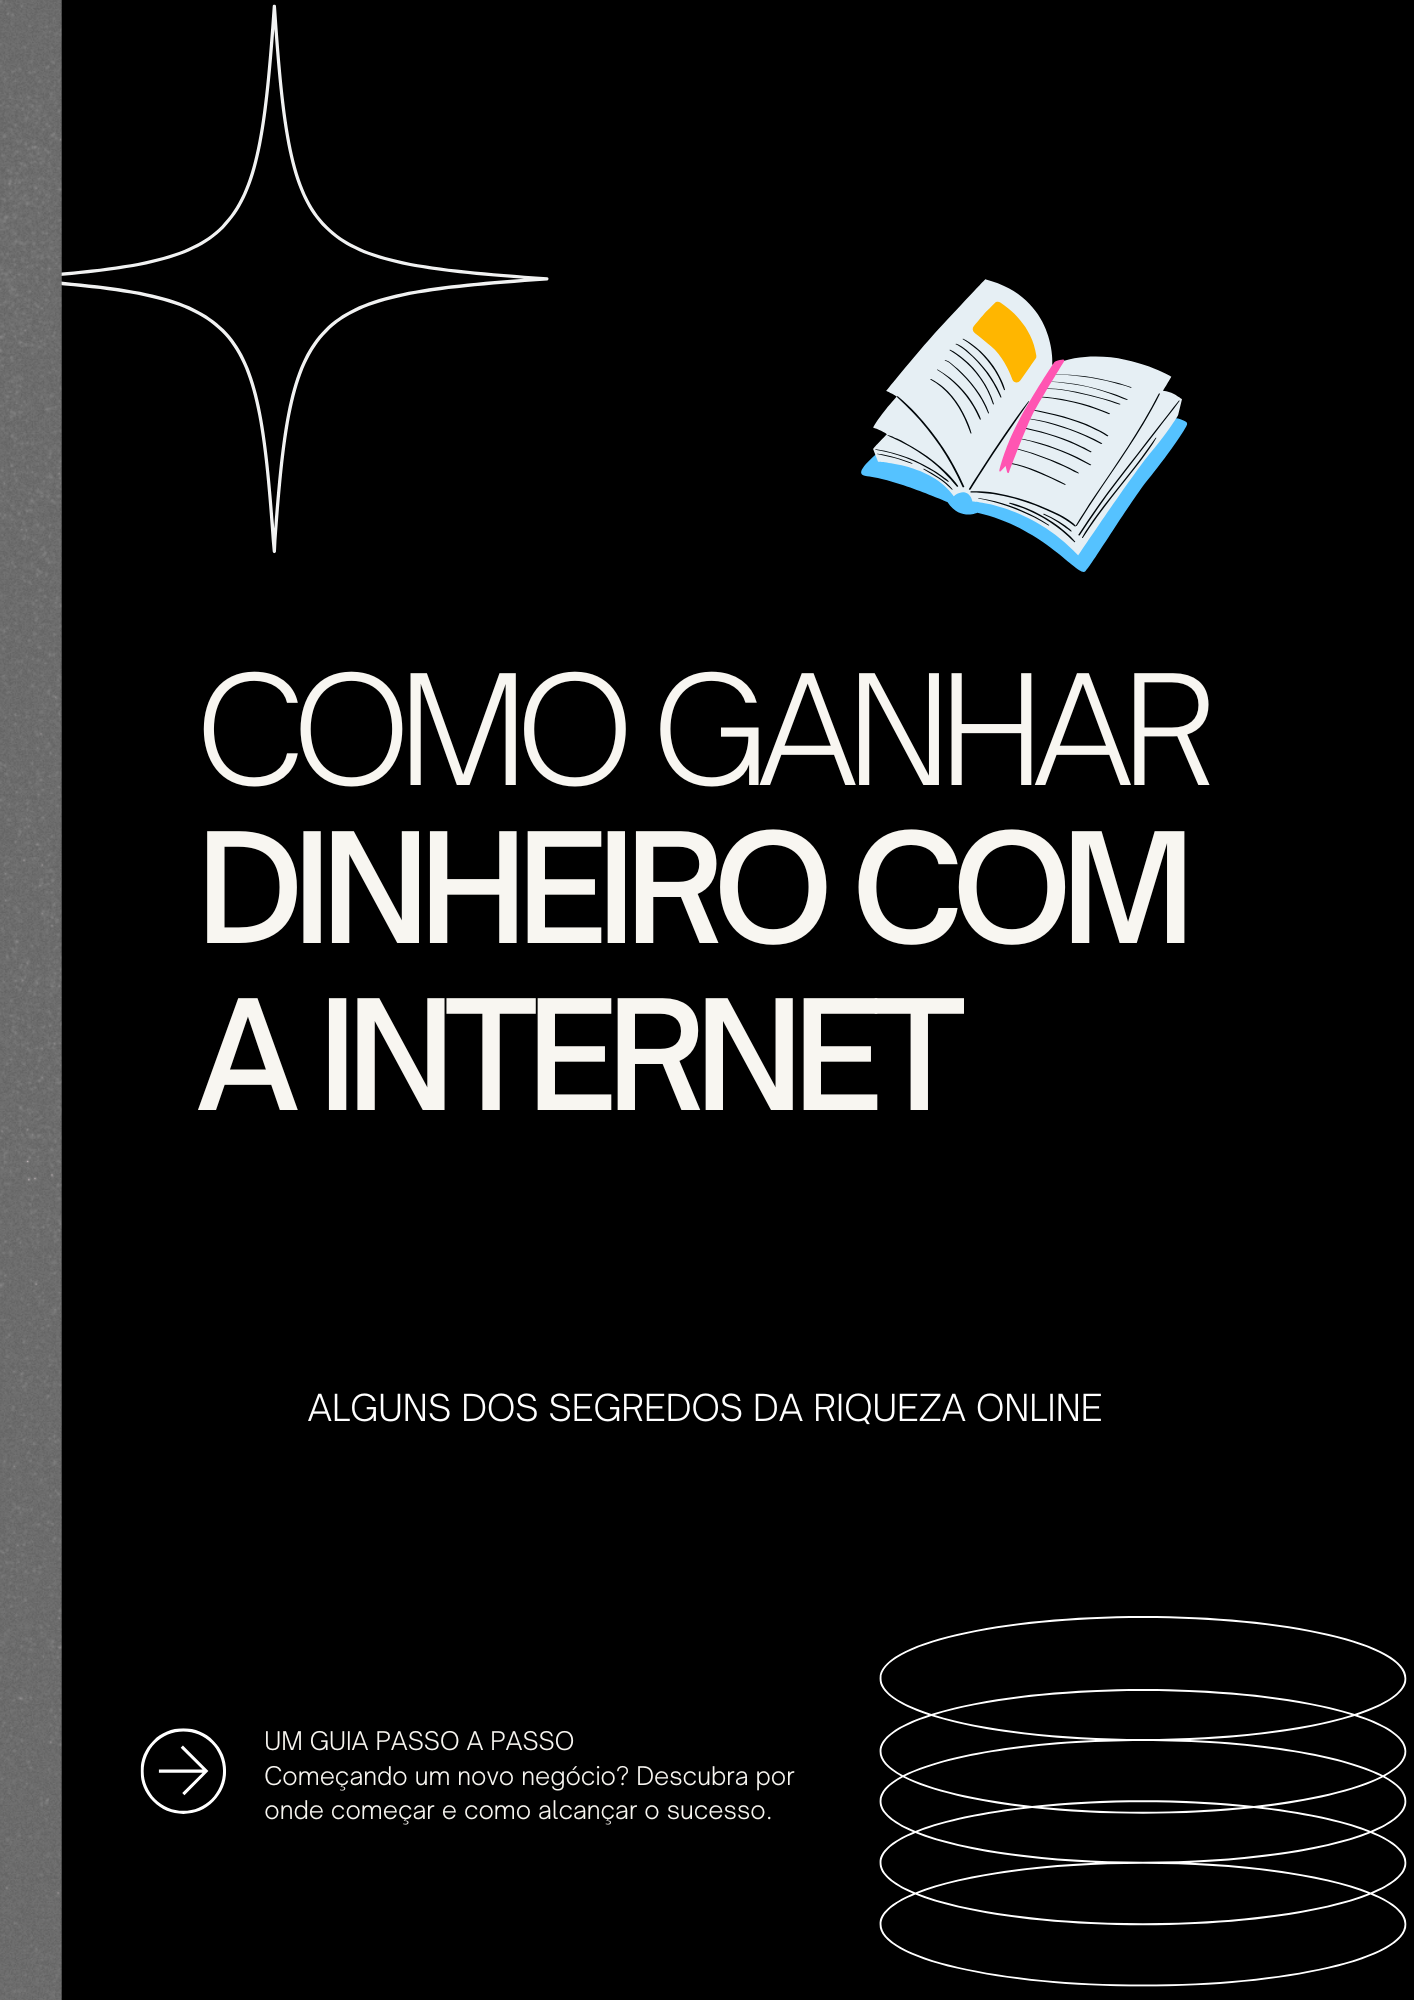 COMO GANHAR
DINHEIRO COM
A INTERNET
ALGUNS DOS SEGREDOS DA RIQUEZA ONLINE
UM GUIA PASSO A PASSO
Começando um novo negócio? Descubra por
onde começar e como alcançar o sucesso.